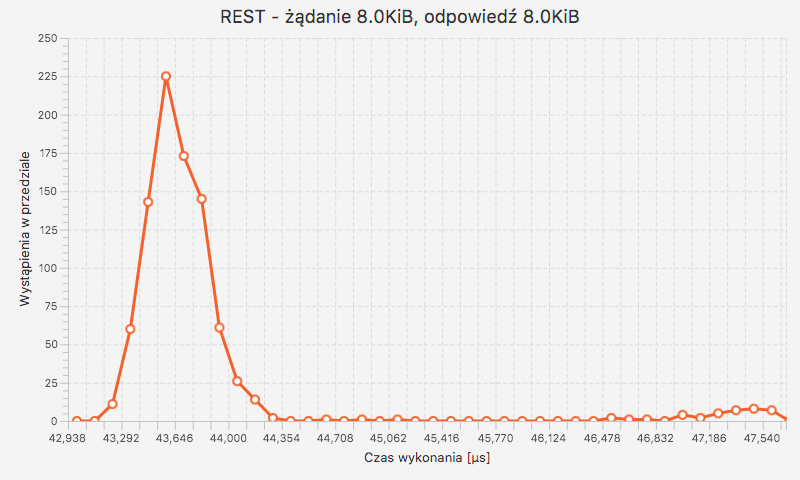 REST - żądanie 8.0KiB, odpowiedź 8.0KiB
250
225
200
175
150
125
100
75
50
25
0
Wystąpienia w przedziale
42,938 43,292 43,646 44,000 44,354 44,708 45,062 45,416 45,770 46,124 46,478 46,832 47,186 47,540
Czas wykonania [µs]